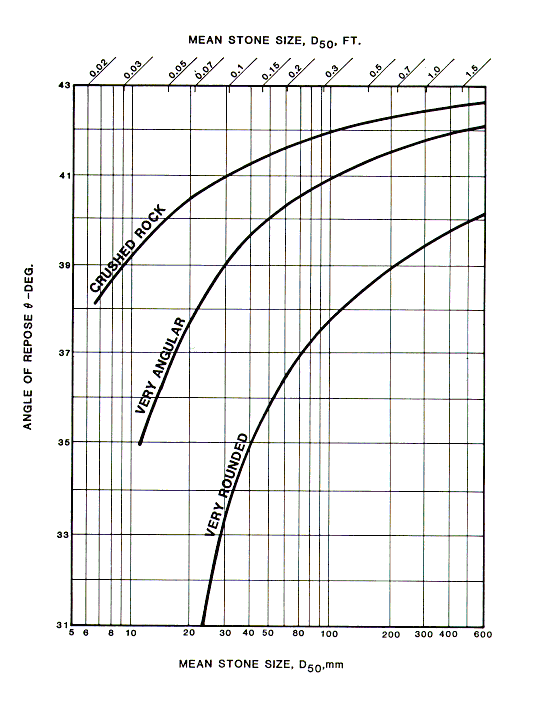 MEAN STONE SIZE, D50, FT.
0.02 0.03 0.05 0.07 0.1 0.15 0.2 0.3 0.5 0.7 1.0 1.5
43
41
39
37
35
33
31
ANGLE OF REPOSE θ -DEG.
CRUSHED ROCK
VERY ANGULAR
VERY ROUNDED
5 6 8 10 20 30 40 50 80 100 200 300 400 600
MEAN STONE SIZE, D50,mm